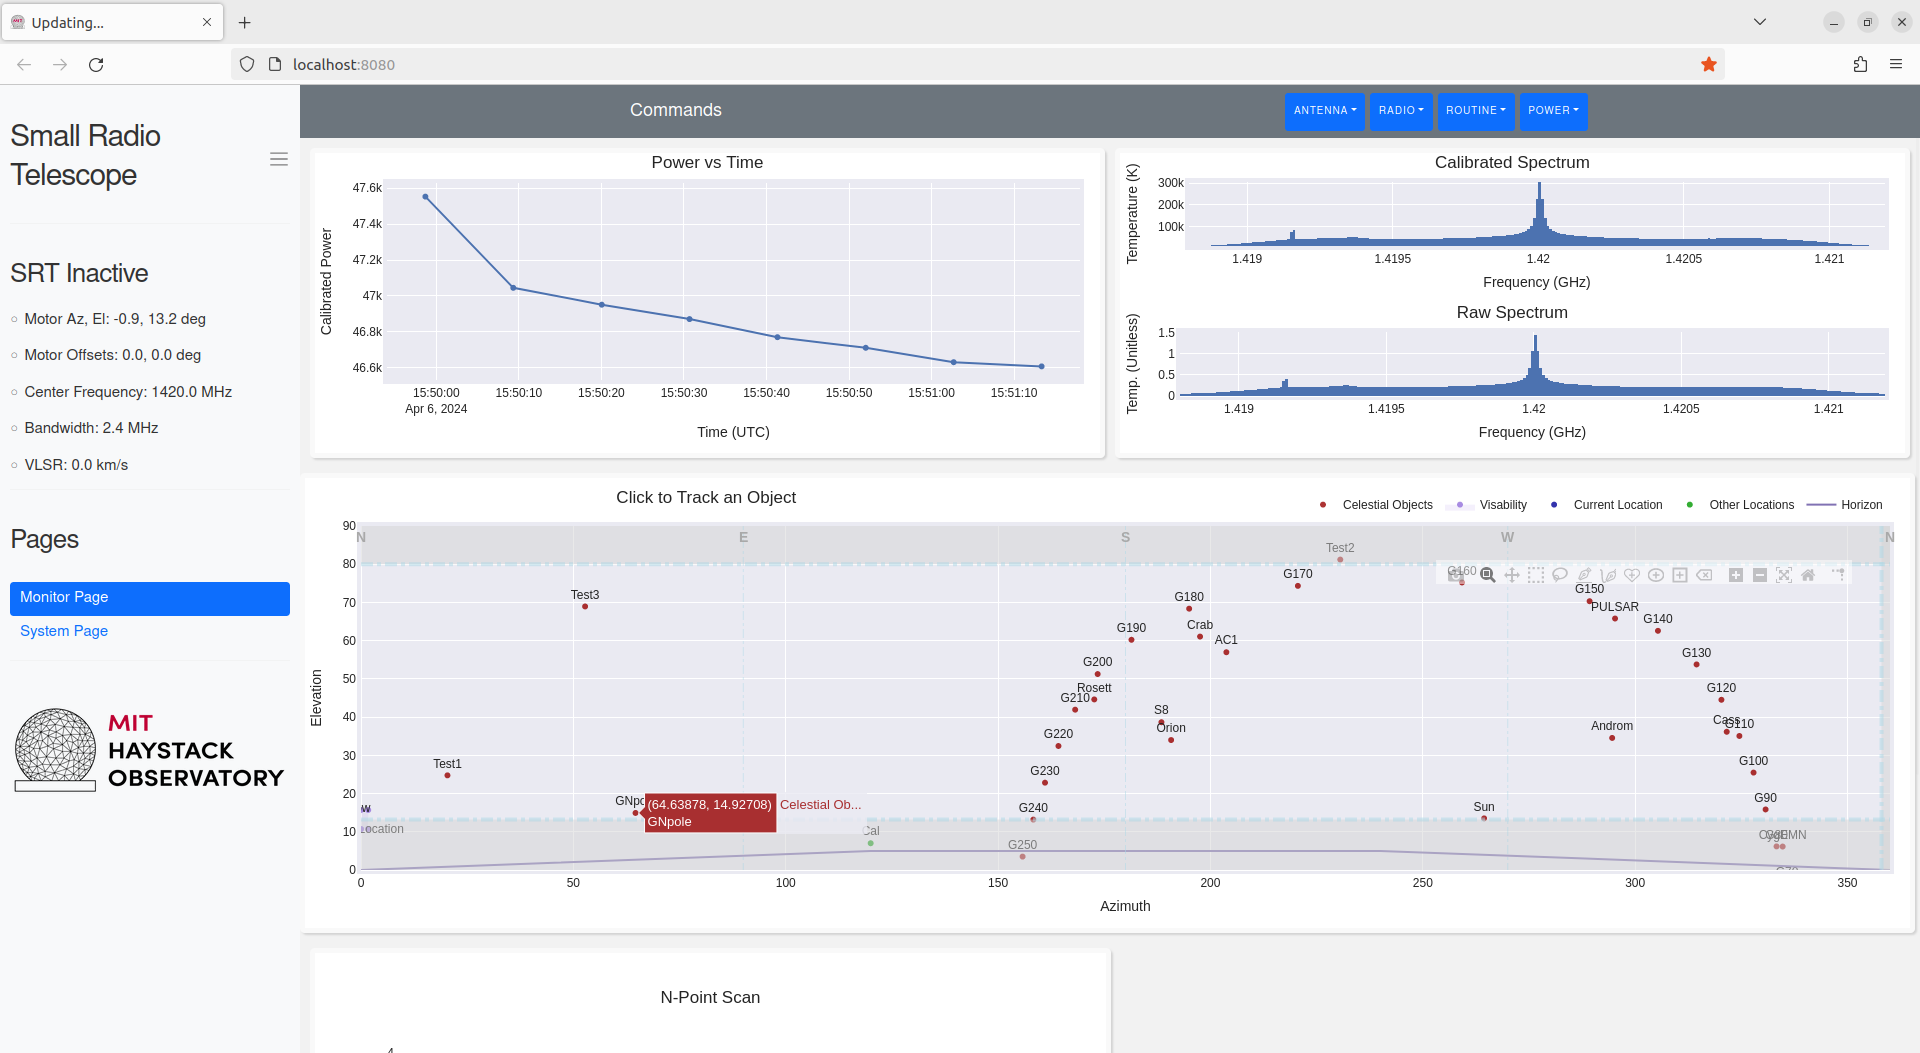 Updating...
localhost:8080
Small Radio
Telescope
SRT Inactive
Motor Az, El: -0.9, 13.2 deg
Motor Offsets: 0.0, 0.0 deg
Center Frequency: 1420.0 MHz
Bandwidth: 2.4 MHz
VLSR: 0.0 km/s
Pages
Monitor Page
System Page
MIT
HAYSTACK
OBSERVATORY
Commands
ANTENNA
RADIO
ROUTINE
POWER
Power vs Time
Calibrated Power
47.6k
47.4k
47.2k
47k
46.8k
46.6k
15:50:00 15:50:10 15:50:20 15:50:30 15:50:40 15:50:50 15:51:00 15:51:10
Apr 6, 2024
Time (UTC)
Calibrated Spectrum
Temperature (K)
300k
200k
100k
1.419 1.4195 1.42 1.4205 1.421
Frequency (GHz)
Raw Spectrum
Temp. (Unitless)
1.5
1
0.5
0
1.419 1.4195 1.42 1.4205 1.421
Frequency (GHz)
Click to Track an Object
Celestial Objects Visability Current Location Other Locations Horizon
Elevation
90
80
70
60
50
40
30
20
10
0
N E S W N
Test2
G170
G160
G150
Test3
G180
PULSAR
G190
Crab
G140
AC1
G200
G130
Rosett
G210
G120
S8
Cass
G110
Orion
Androm
G220
G100
Test1
G230
G90
GNpo
(64.63878, 14.92708)
GNpole
Celestial Ob...
G240
Sun
ocation
Cal
G250
0 50 100 150 200 250 300 350
Azimuth
N-Point Scan
4